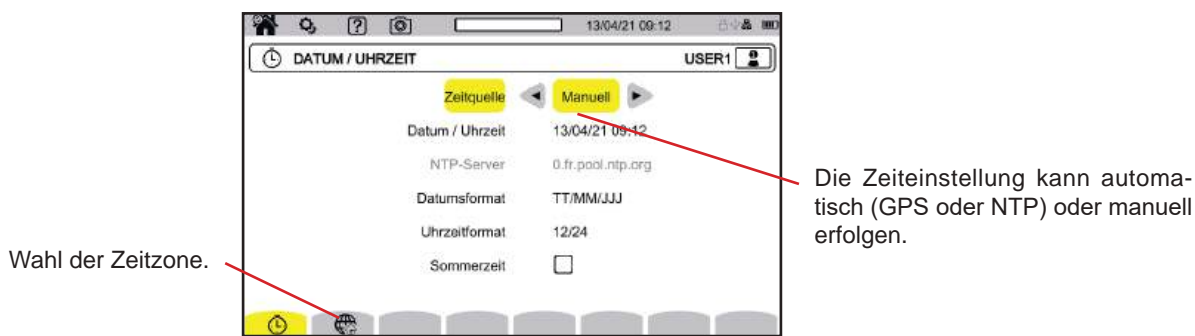 13/04/21 09:12
DATUM / UHRZEIT USER1
Zeitquelle Manuell
Datum / Uhrzeit 13/04/21 09:12
NTP-Server 0.fr.pool.ntp.org
Datumsformat TT/MM/JJJ
Uhrzeitformat 12/24
Sommerzeit
Die Zeiteinstellung kann automa-
tisch (GPS oder NTP) oder manuell
erfolgen.
Wahl der Zeitzone.